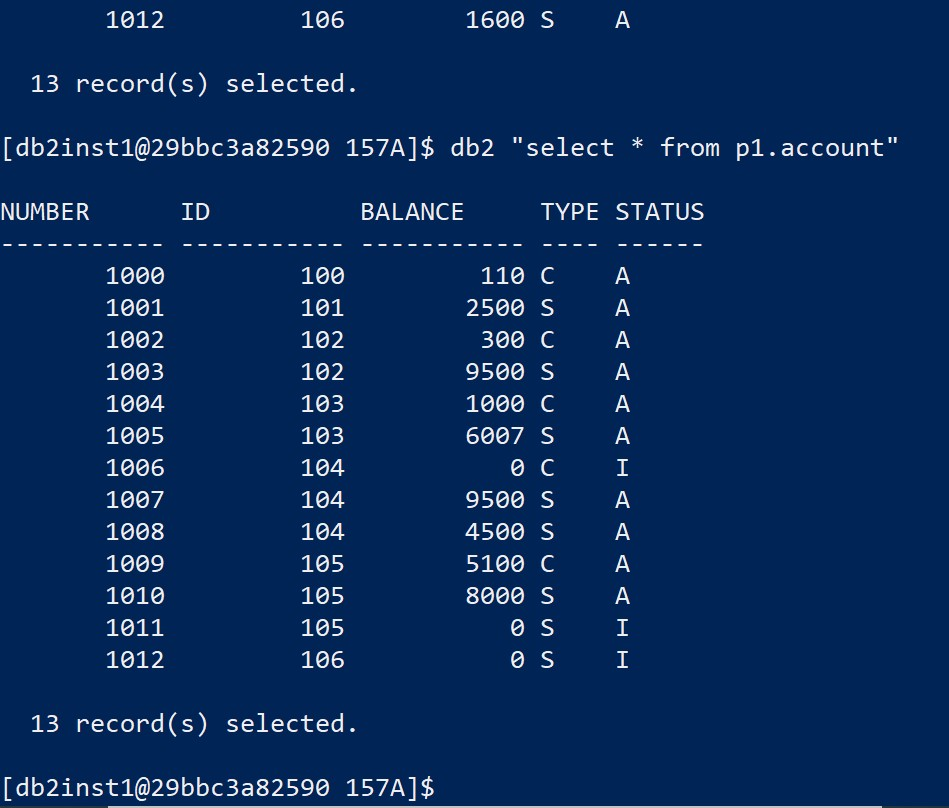 1012 106 1600 S A
13 record(s) selected.
[db2inst1@29bbc3a82590 157A]$ db2 "select * from p1.account"
NUMBER ID BALANCE TYPE STATUS
----------- ----------- ----------- ---- ------
1000 100 110 C A
1001 101 2500 S A
1002 102 300 C A
1003 102 9500 S A
1004 103 1000 C A
1005 103 6007 S A
1006 104 0 C I
1007 104 9500 S A
1008 104 4500 S A
1009 105 5100 C A
1010 105 8000 S A
1011 105 0 S I
1012 106 0 S I
13 record(s) selected.
[db2inst1@29bbc3a82590 157A]$